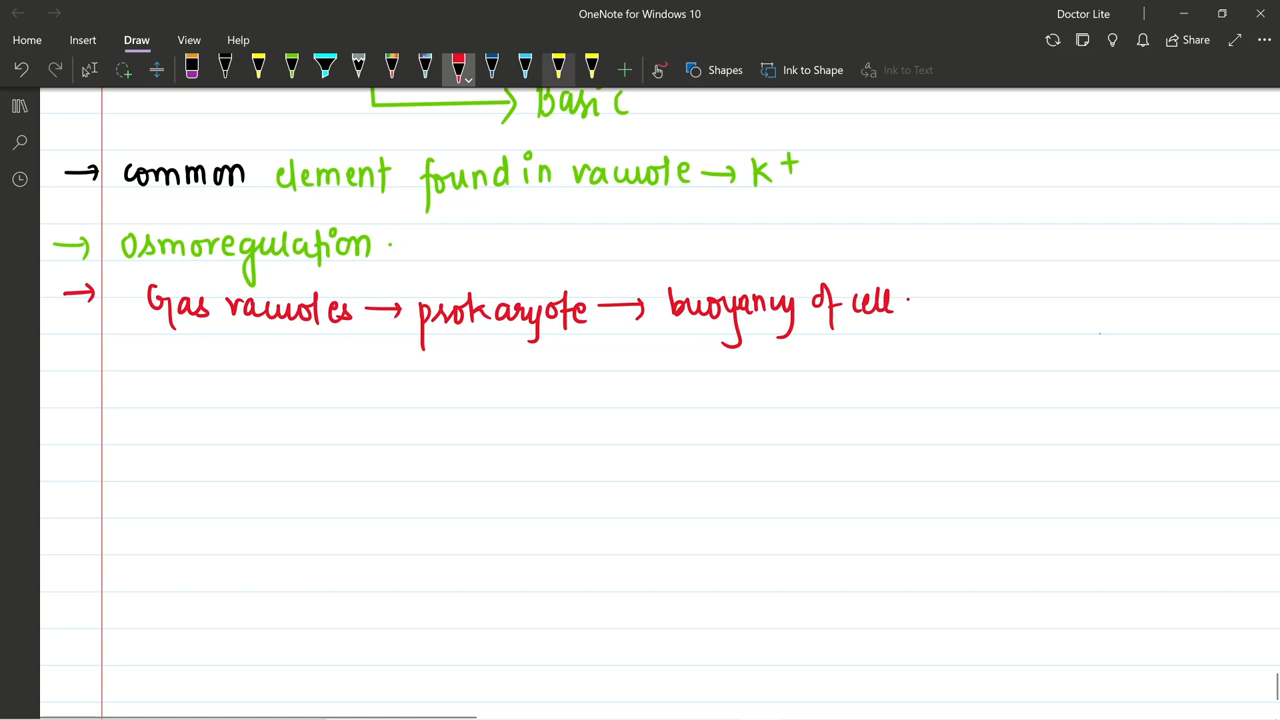 OneNote for Windows 10
Doctor Lite
Home Insert Draw View Help
Share
Shapes Ink to Shape Ink to Text
Basic
→ common element found in vacuole → K+
→ Osmoregulation.
→ Gas vacuoles → prokaryote → buoyancy of cell.